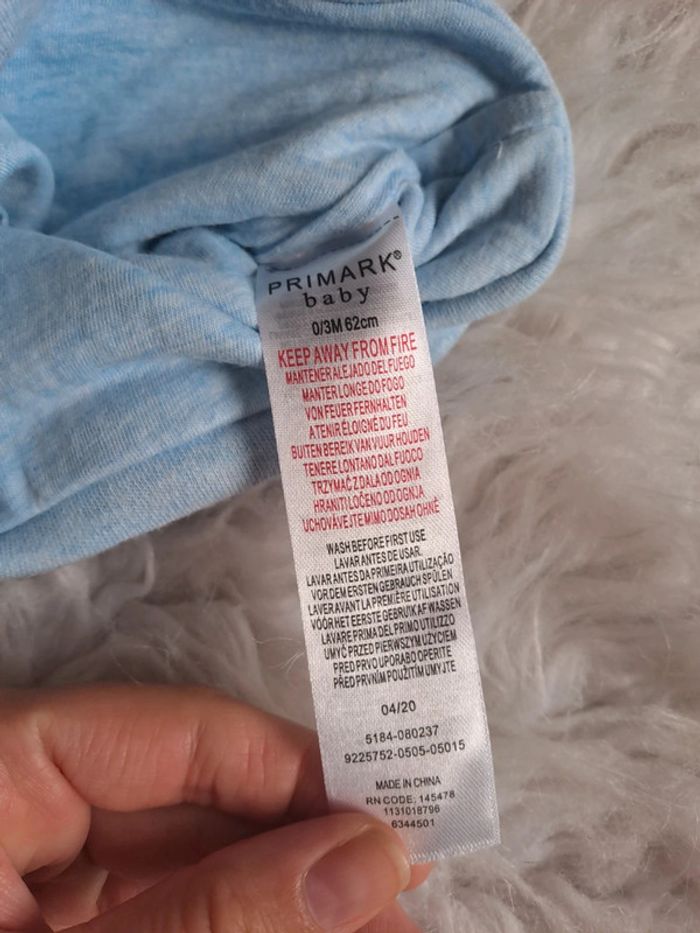 PRIMARK®
baby
0/3M 62cm
KEEP AWAY FROM FIRE
MANTENER ALEJADO DEL FUEGO
MANTER LONGE DO FOGO
VON FEUER FERNHALTEN
A TENIR ÉLOIGNÉ DU FEU
BUITEN BEREIK VAN VUUR HOUDEN
TENERE LONTANO DAL FUOCO
TRZYMAĆ Z DALA OD OGNIA
HRANITI LOČENO OD OGNJA
UCHOVÁVEJTE MIMO DOSAH OHNĚ
WASH BEFORE FIRST USE
LAVAR ANTES DE USAR.
LAVAR ANTES DA PRIMEIRA UTILIZAÇÃO
VOR DEM ERSTEN GEBRAUCH SPÜLEN
LAVER AVANT LA PREMIÈRE UTILISATION
VÓÓR HET EERSTE GEBRUIK AF WASSEN
LAVARE PRIMA DEL PRIMO UTILIZZO
UMYĆ PRZED PIERWSZYM UŻYCIEM
PRED PRVO UPORABO OPERITE
PŘED PRVNÍM POUŽITÍM UMYJTE
04/20
5184-080237
9225752-0505-05015
MADE IN CHINA
RN CODE: 145478
1131018796
6344501